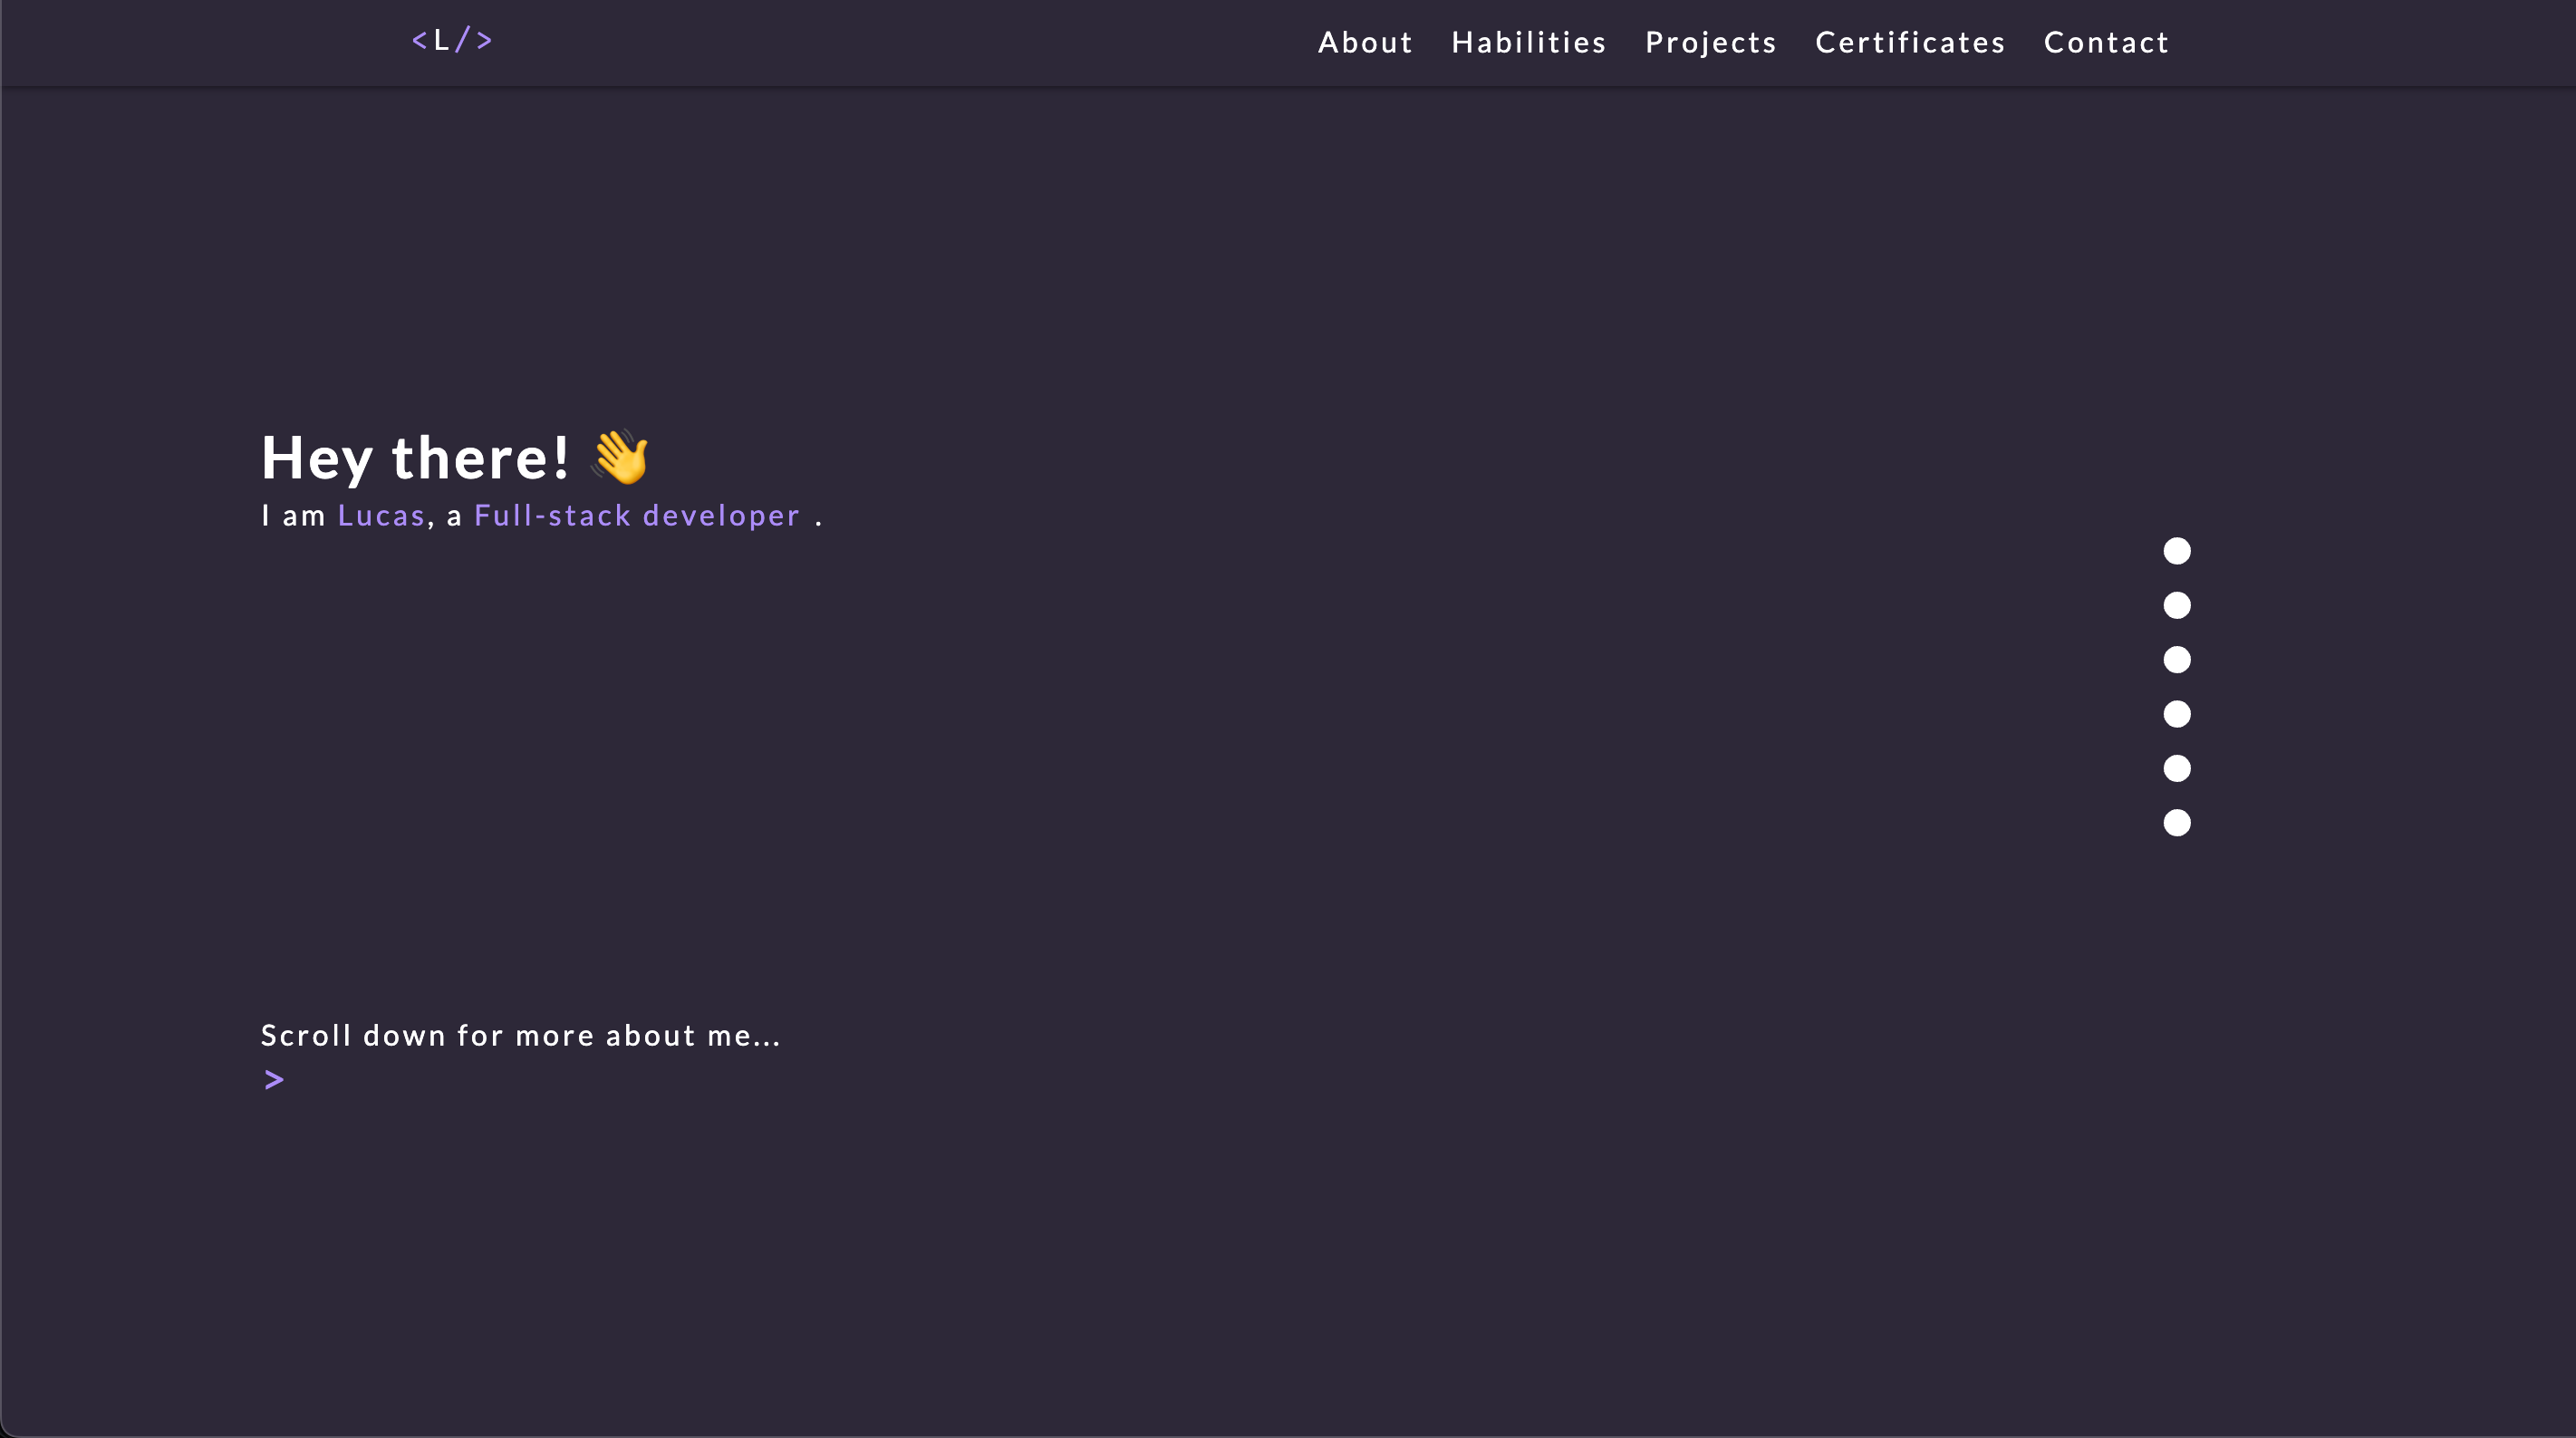 <L/>
About Habilities Projects Certificates Contact
Hey there! 👋
I am Lucas, a Full-stack developer .
Scroll down for more about me...
>